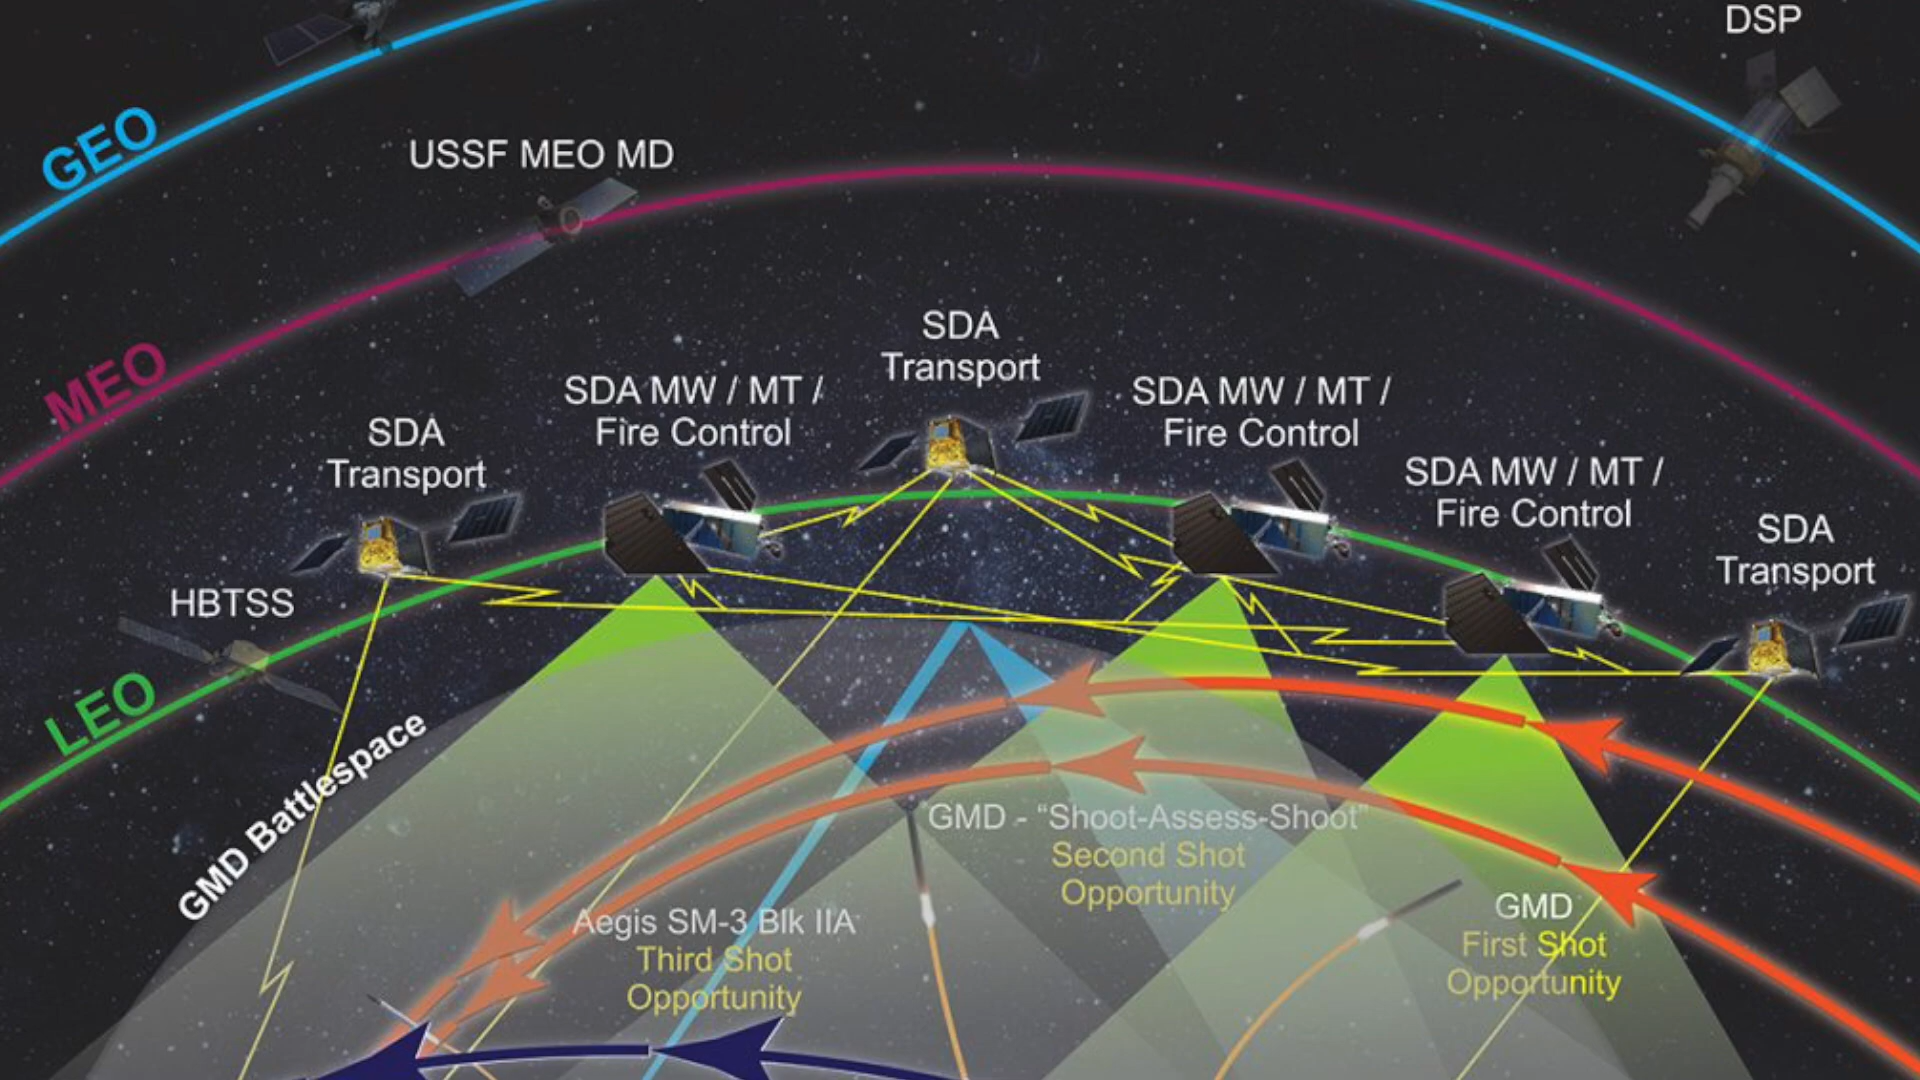 DSP
GEO
USSF MEO MD
MEO
SDA
Transport
SDA MW / MT /
Fire Control
SDA MW / MT /
Fire Control
SDA
Transport
SDA MW / MT /
Fire Control
SDA
Transport
HBTSS
LEO
GMD Battlespace
GMD - “Shoot-Assess-Shoot”
Second Shot
Opportunity
Aegis SM-3 Blk IIA
Third Shot
Opportunity
GMD
First Shot
Opportunity